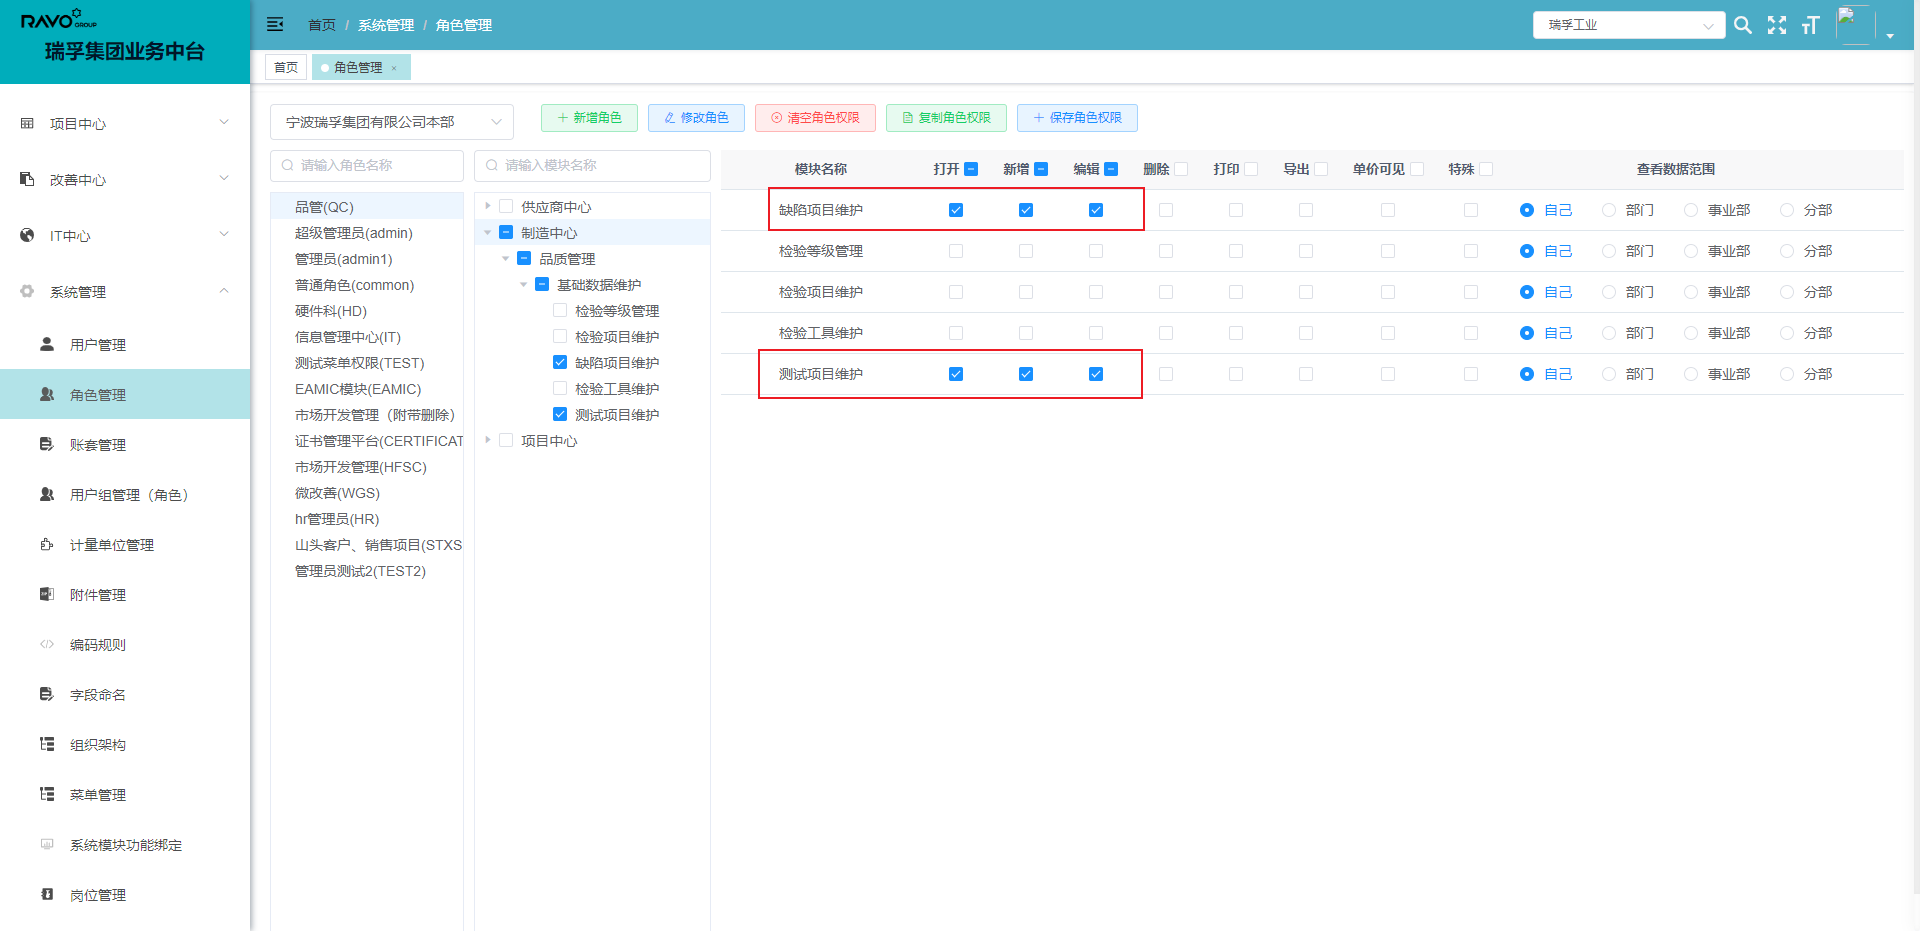 RAVO GROUP
瑞孚集团业务中台
首页 / 系统管理 / 角色管理
瑞孚工业
首页
角色管理 ×
项目中心
改善中心
IT中心
系统管理
用户管理
角色管理
账套管理
用户组管理（角色）
计量单位管理
附件管理
编码规则
字段命名
组织架构
菜单管理
系统模块功能绑定
岗位管理
宁波瑞孚集团有限公司本部
新增角色
修改角色
清空角色权限
复制角色权限
保存角色权限
请输入角色名称
品管(QC)
超级管理员(admin)
管理员(admin1)
普通角色(common)
硬件科(HD)
信息管理中心(IT)
测试菜单权限(TEST)
EAMIC模块(EAMIC)
市场开发管理（附带删除）
证书管理平台(CERTIFICAT
市场开发管理(HFSC)
微改善(WGS)
hr管理员(HR)
山头客户、销售项目(STXS
管理员测试2(TEST2)
请输入模块名称
供应商中心
制造中心
品质管理
基础数据维护
检验等级管理
检验项目维护
缺陷项目维护
检验工具维护
测试项目维护
项目中心
模块名称 打开 新增 编辑 删除 打印 导出 单价可见 特殊 查看数据范围
缺陷项目维护 自己 部门 事业部 分部
检验等级管理 自己 部门 事业部 分部
检验项目维护 自己 部门 事业部 分部
检验工具维护 自己 部门 事业部 分部
测试项目维护 自己 部门 事业部 分部